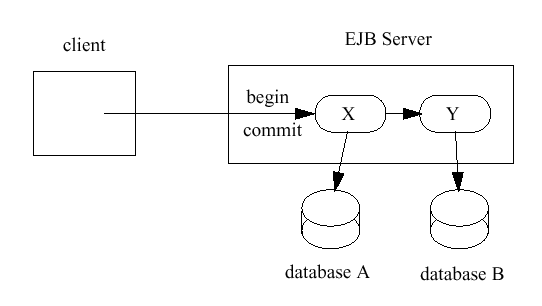 client
EJB Server
begin
commit
X
Y
database A
database B